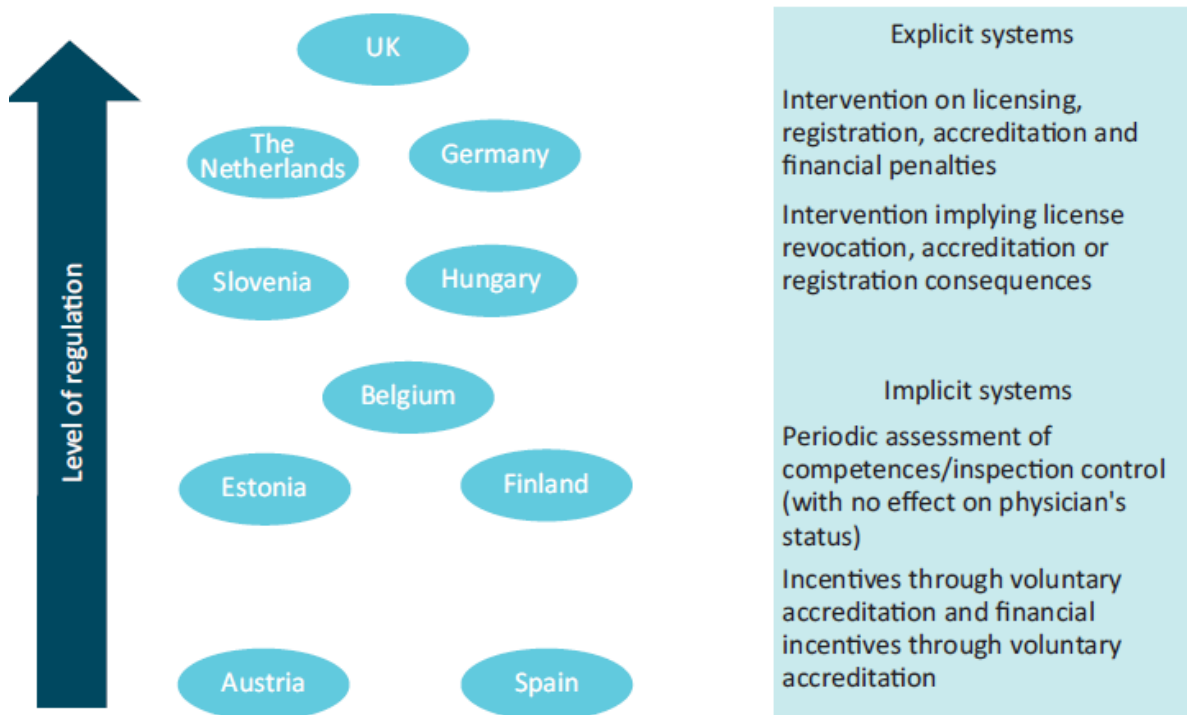 Level of regulation
UK
The
Netherlands
Germany
Slovenia
Hungary
Belgium
Estonia
Finland
Austria
Spain
Explicit systems
Intervention on licensing,
registration, accreditation and
financial penalties
Intervention implying license
revocation, accreditation or
registration consequences
Implicit systems
Periodic assessment of
competences/inspection control
(with no effect on physician's
status)
Incentives through voluntary
accreditation and financial
incentives through voluntary
accreditation